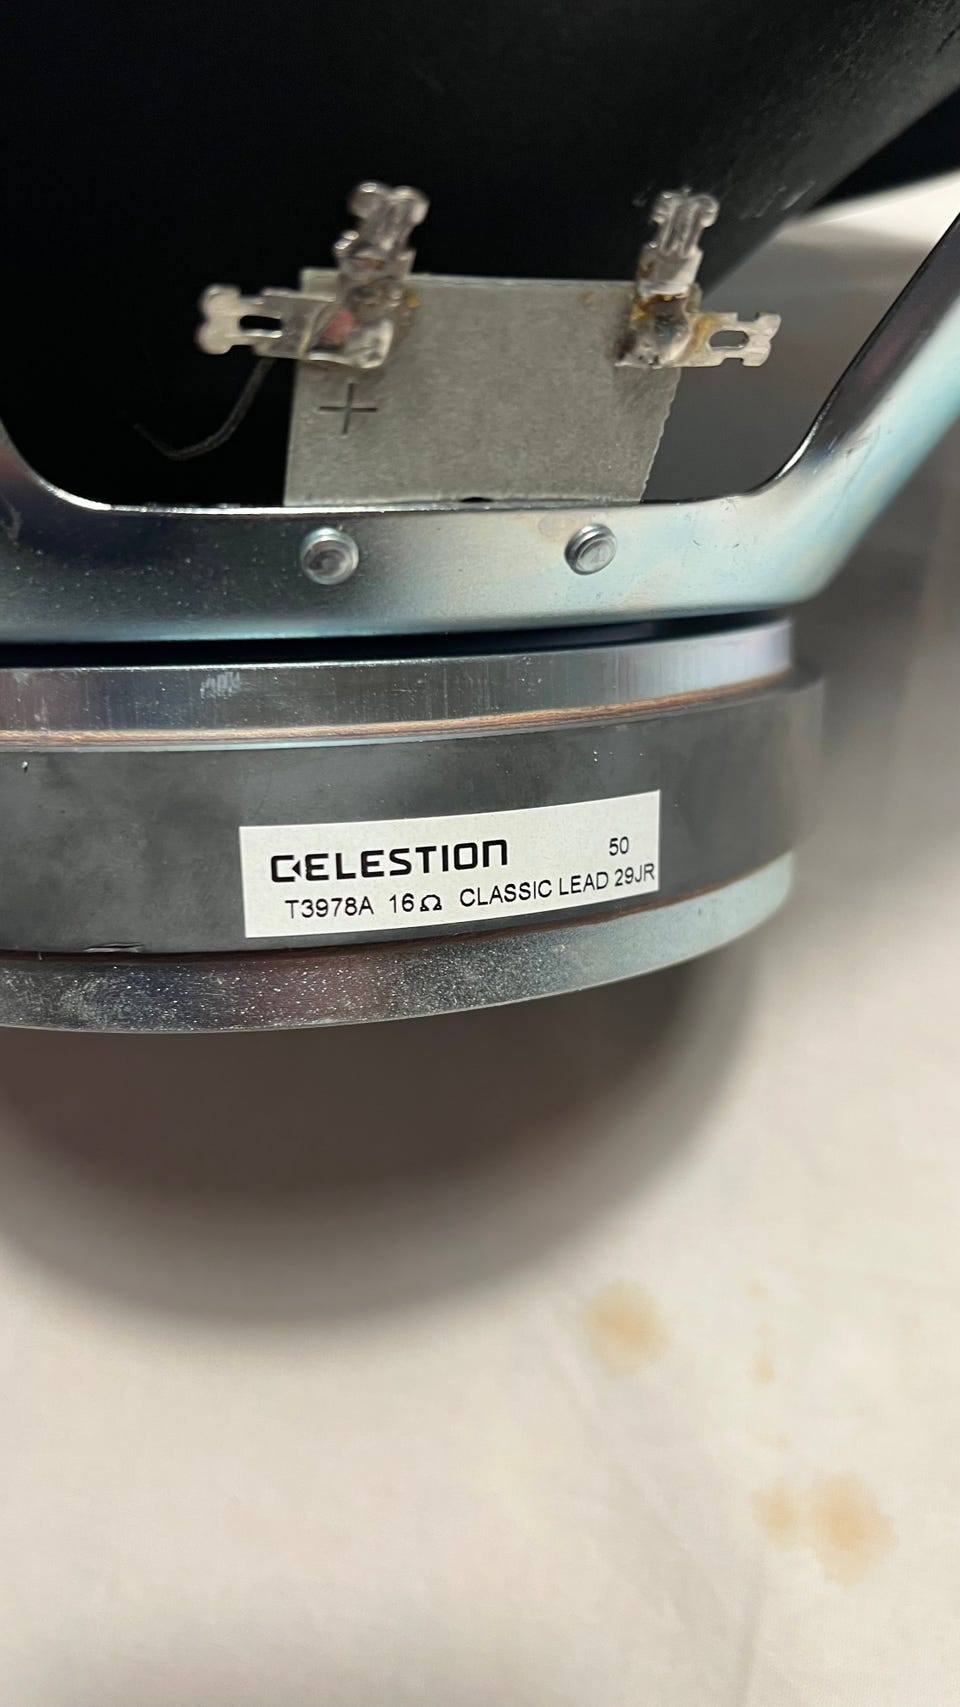 +
CELESTION 50
T3978A 16Ω CLASSIC LEAD 29JR